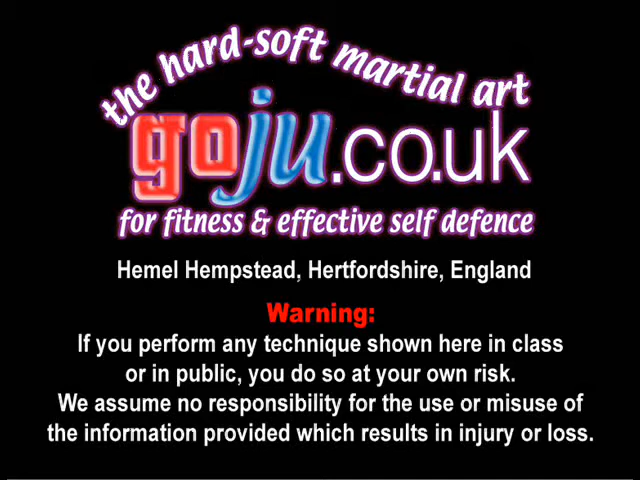 the hard-soft martial art
goju.co.uk
for fitness & effective self defence
Hemel Hempstead, Hertfordshire, England
Warning:
If you perform any technique shown here in class
or in public, you do so at your own risk.
We assume no responsibility for the use or misuse of
the information provided which results in injury or loss.